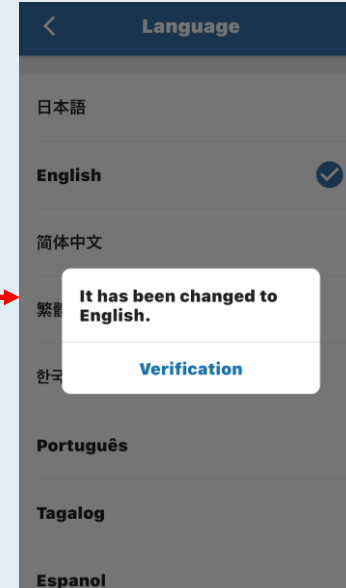 Language
日本語
English
简体中文
It has been changed to
English.
Verification
Português
Tagalog
Espanol